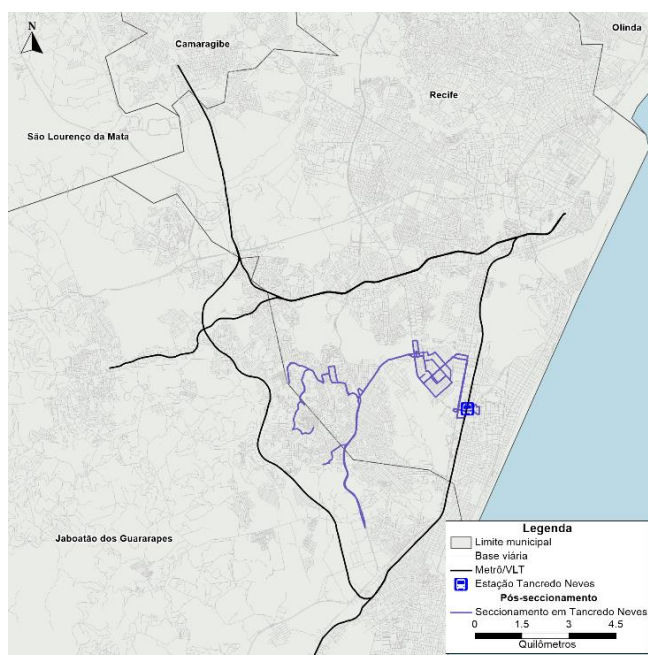 N
Olinda
Camaragibe
Recife
São Lourenço da Mata
Jaboatão dos Guararapes
Legenda
Limite municipal
Base viária
Metrô/VLT
Estação Tancredo Neves
Pós-seccionamento
Seccionamento em Tancredo Neves
0 1.5 3 4.5
Quilômetros